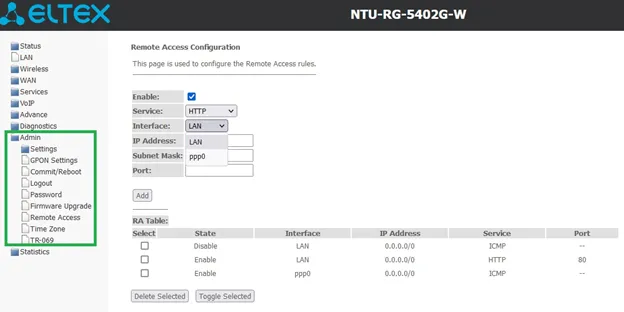 ELTEX
NTU-RG-5402G-W
Status
LAN
Wireless
WAN
Services
VoIP
Advance
Diagnostics
Admin
Settings
GPON Settings
Commit/Reboot
Logout
Password
Firmware Upgrade
Remote Access
Time Zone
TR-069
Statistics
Remote Access Configuration
This page is used to configure the Remote Access rules.
Enable:
Service: HTTP
Interface: LAN
IP Address: LAN
Subnet Mask: ppp0
Port:
Add
RA Table:
Select State Interface IP Address Service Port
Disable LAN 0.0.0.0/0 ICMP --
Enable LAN 0.0.0.0/0 HTTP 80
Enable ppp0 0.0.0.0/0 ICMP --
Delete Selected Toggle Selected